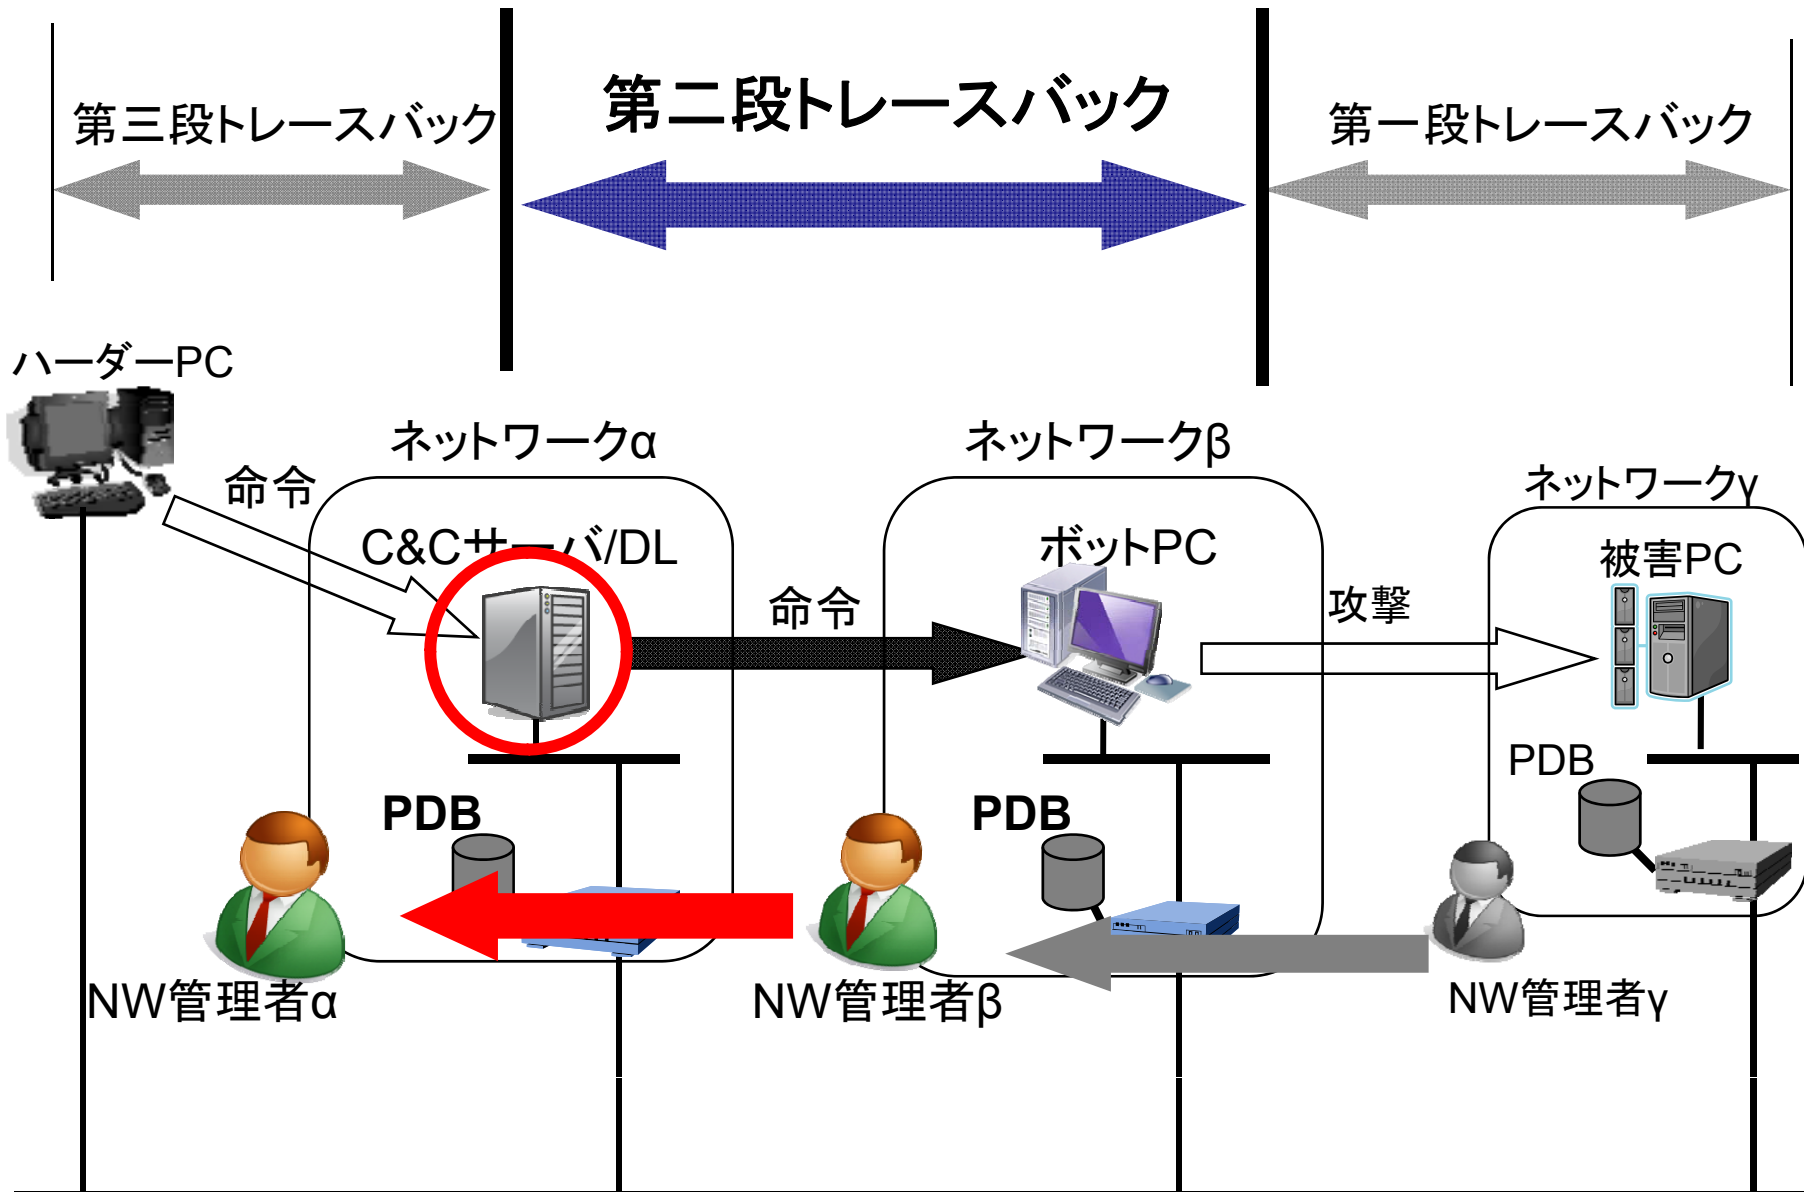 第三段トレースバック
第二段トレースバック
第一段トレースバック
ハーダーPC
ネットワークα
ネットワークβ
ネットワークγ
命令
C&Cサーバ/DL
ボットPC
被害PC
命令
攻撃
PDB
PDB
PDB
NW管理者α
NW管理者β
NW管理者γ